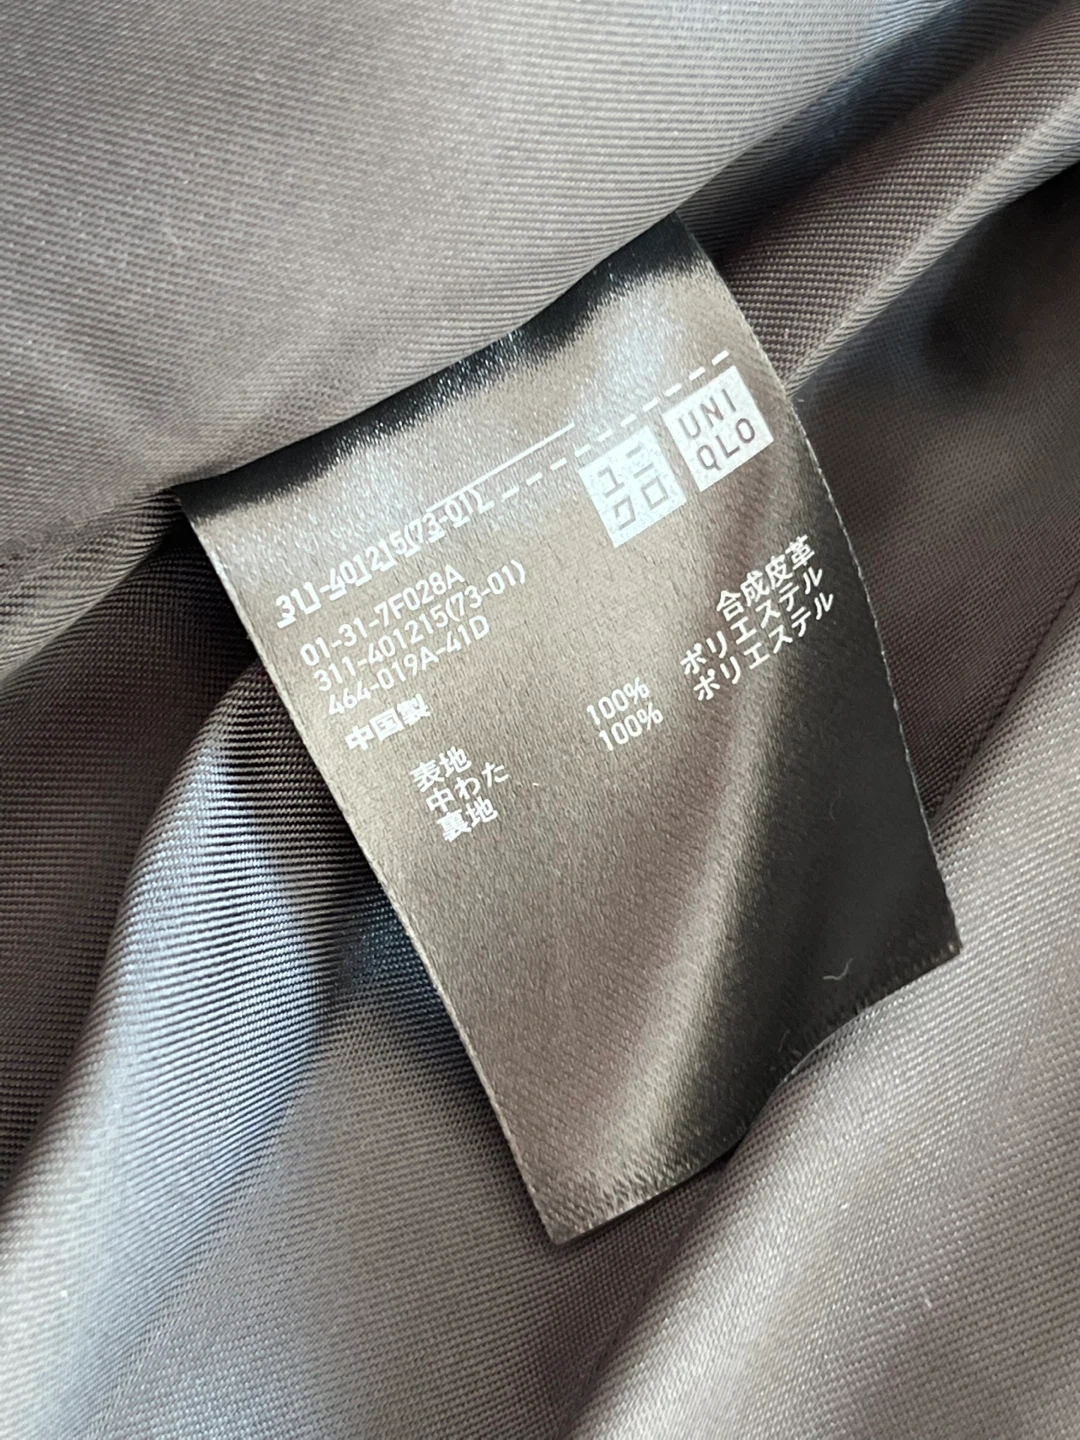 ユニクロ
UNI
QLO
311-401215(73-01)
01-31-7F028A
311-401215(73-01)
464-019A-41D
中国製
表地 合成皮革
中わた 100% ポリエステル
裏地 100% ポリエステル